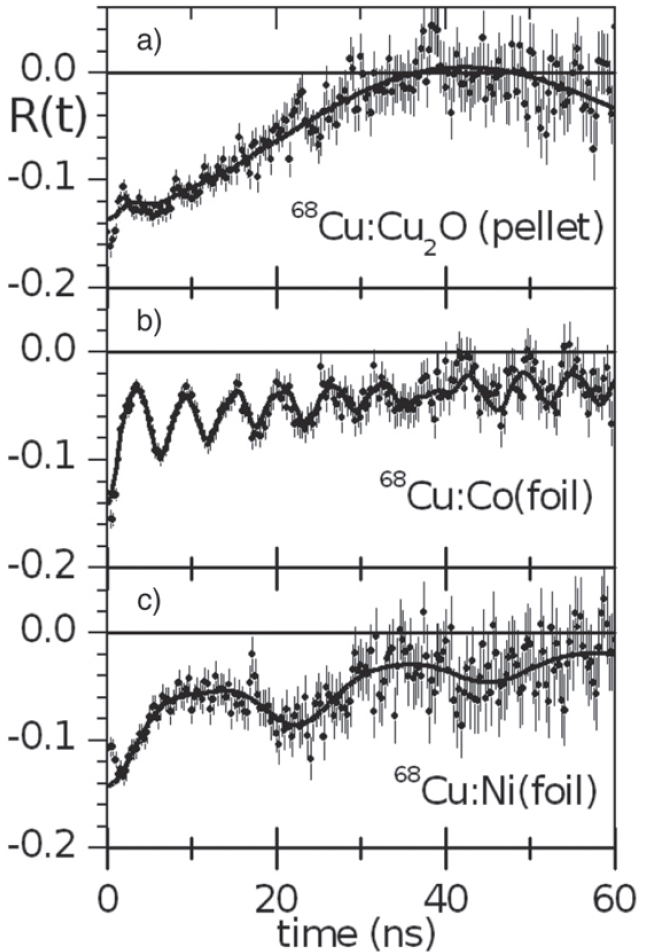 a)
0.0
R(t)
-0.1
⁶⁸Cu:Cu₂O (pellet)
-0.2
b)
0.0
-0.1
⁶⁸Cu:Co(foil)
-0.2
c)
0.0
-0.1
⁶⁸Cu:Ni(foil)
-0.2
0 20 40 60
time (ns)